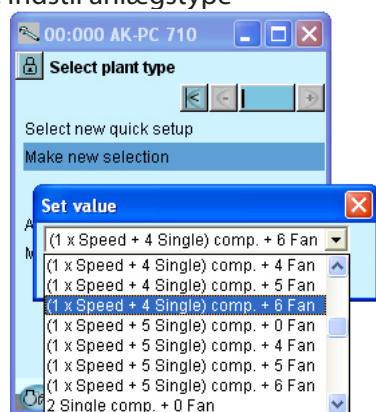 Indstil anlægstype
00:000 AK-PC 710
Select plant type
Select new quick setup
Make new selection
Set value
(1 x Speed + 4 Single) comp. + 6 Fan
(1 x Speed + 4 Single) comp. + 4 Fan
(1 x Speed + 4 Single) comp. + 5 Fan
(1 x Speed + 4 Single) comp. + 6 Fan
(1 x Speed + 5 Single) comp. + 0 Fan
(1 x Speed + 5 Single) comp. + 4 Fan
(1 x Speed + 5 Single) comp. + 5 Fan
(1 x Speed + 5 Single) comp. + 6 Fan
2 Single comp. + 0 Fan